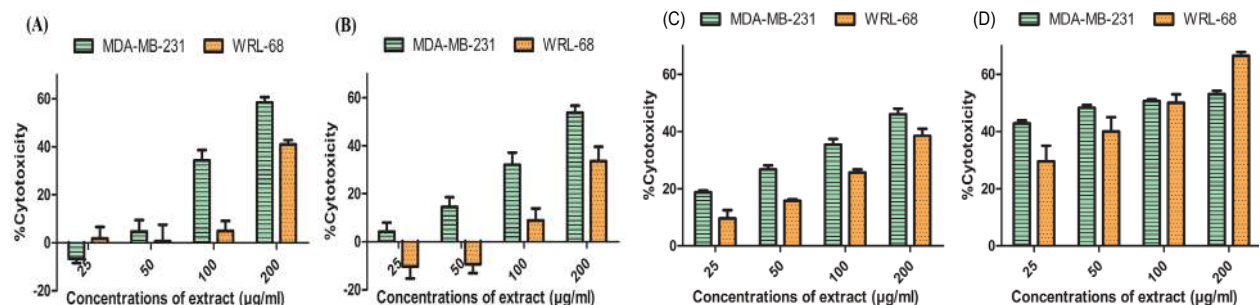 (A)
MDA-MB-231 WRL-68
%Cytotoxicity
60
40
20
0
-20
25 50 100 200
Concentrations of extract (µg/ml)
(B)
MDA-MB-231 WRL-68
%Cytotoxicity
60
40
20
0
-20
25 50 100 200
Concentrations of extract (µg/ml)
(C)
MDA-MB-231 WRL-68
%Cytotoxicity
60
40
20
0
25 50 100 200
Concentrations of extract (µg/ml)
(D)
MDA-MB-231 WRL-68
%Cytotoxicity
60
40
20
0
25 50 100 200
Concentrations of extract (µg/ml)